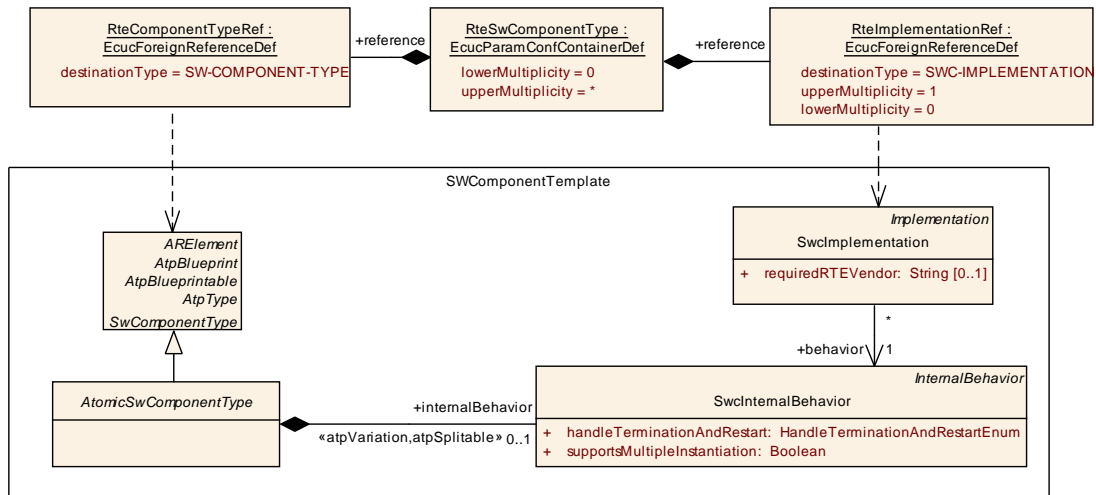 RteComponentTypeRef :
EcucForeignReferenceDef
destinationType = SW-COMPONENT-TYPE
+reference
RteSwComponentType :
EcucParamConfContainerDef
lowerMultiplicity = 0
upperMultiplicity = *
+reference
RteImplementationRef :
EcucForeignReferenceDef
destinationType = SWC-IMPLEMENTATION
upperMultiplicity = 1
lowerMultiplicity = 0
SWComponentTemplate
ARElement
AtpBlueprint
AtpBlueprintable
AtpType
SwComponentType
Implementation
SwcImplementation
+ requiredRTEVendor: String [0..1]
*
+behavior 1
AtomicSwComponentType
+internalBehavior
«atpVariation,atpSplitable» 0..1
InternalBehavior
SwcInternalBehavior
+ handleTerminationAndRestart: HandleTerminationAndRestartEnum
+ supportsMultipleInstantiation: Boolean